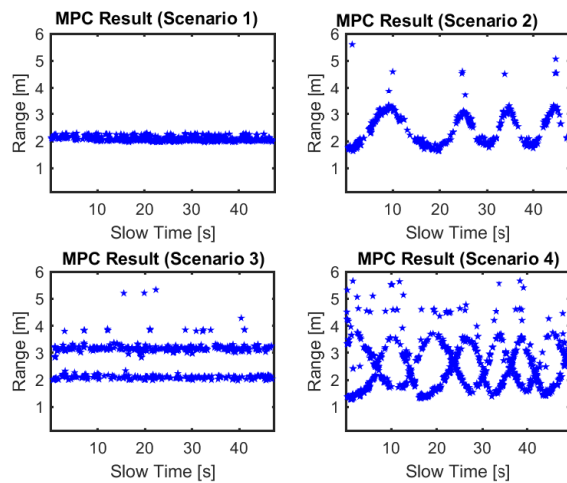 MPC Result (Scenario 1)
6
5
4
3
2
1
Range [m]
10 20 30 40
Slow Time [s]
MPC Result (Scenario 2)
6
5
4
3
2
1
Range [m]
10 20 30 40
Slow Time [s]
MPC Result (Scenario 3)
6
5
4
3
2
1
Range [m]
10 20 30 40
Slow Time [s]
MPC Result (Scenario 4)
6
5
4
3
2
1
Range [m]
10 20 30 40
Slow Time [s]